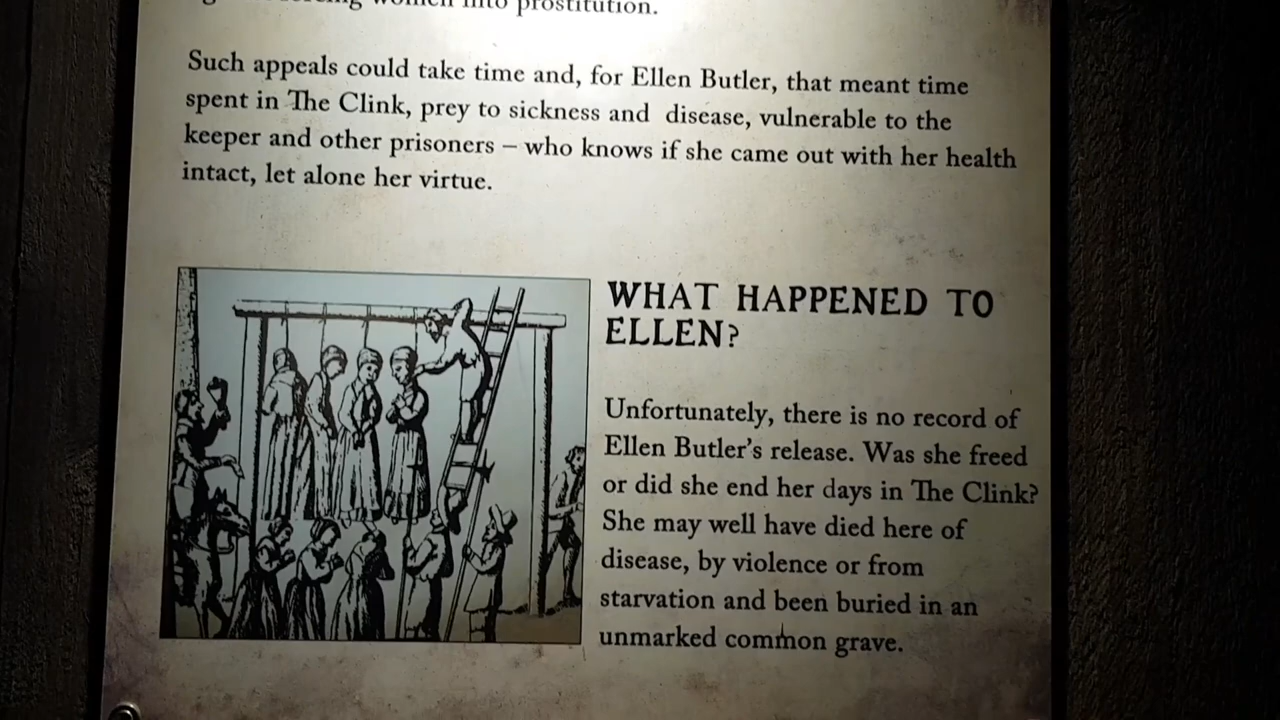 women into prostitution.
Such appeals could take time and, for Ellen Butler, that meant time
spent in The Clink, prey to sickness and disease, vulnerable to the
keeper and other prisoners – who knows if she came out with her health
intact, let alone her virtue.
WHAT HAPPENED TO
ELLEN?
Unfortunately, there is no record of
Ellen Butler's release. Was she freed
or did she end her days in The Clink?
She may well have died here of
disease, by violence or from
starvation and been buried in an
unmarked common grave.